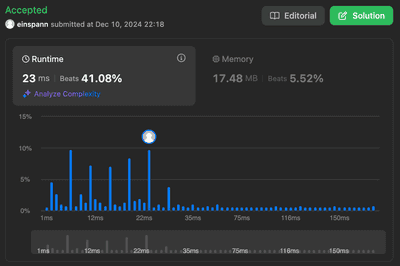 Accepted
einspann submitted at Dec 10, 2024 22:18
Editorial
Solution
Runtime
23 ms Beats 41.08%
Analyze Complexity
Memory
17.48 MB Beats 5.52%
15%
10%
5%
0%
1ms 12ms 22ms 35ms 75ms 116ms 150ms
1ms 12ms 22ms 35ms 75ms 116ms 150ms